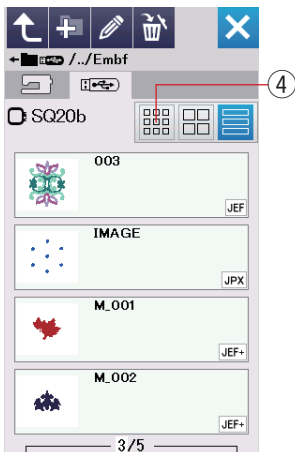 /../Embf
④
SQ20b
003
JEF
IMAGE
JPX
M_001
JEF+
M_002
JEF+
3/5